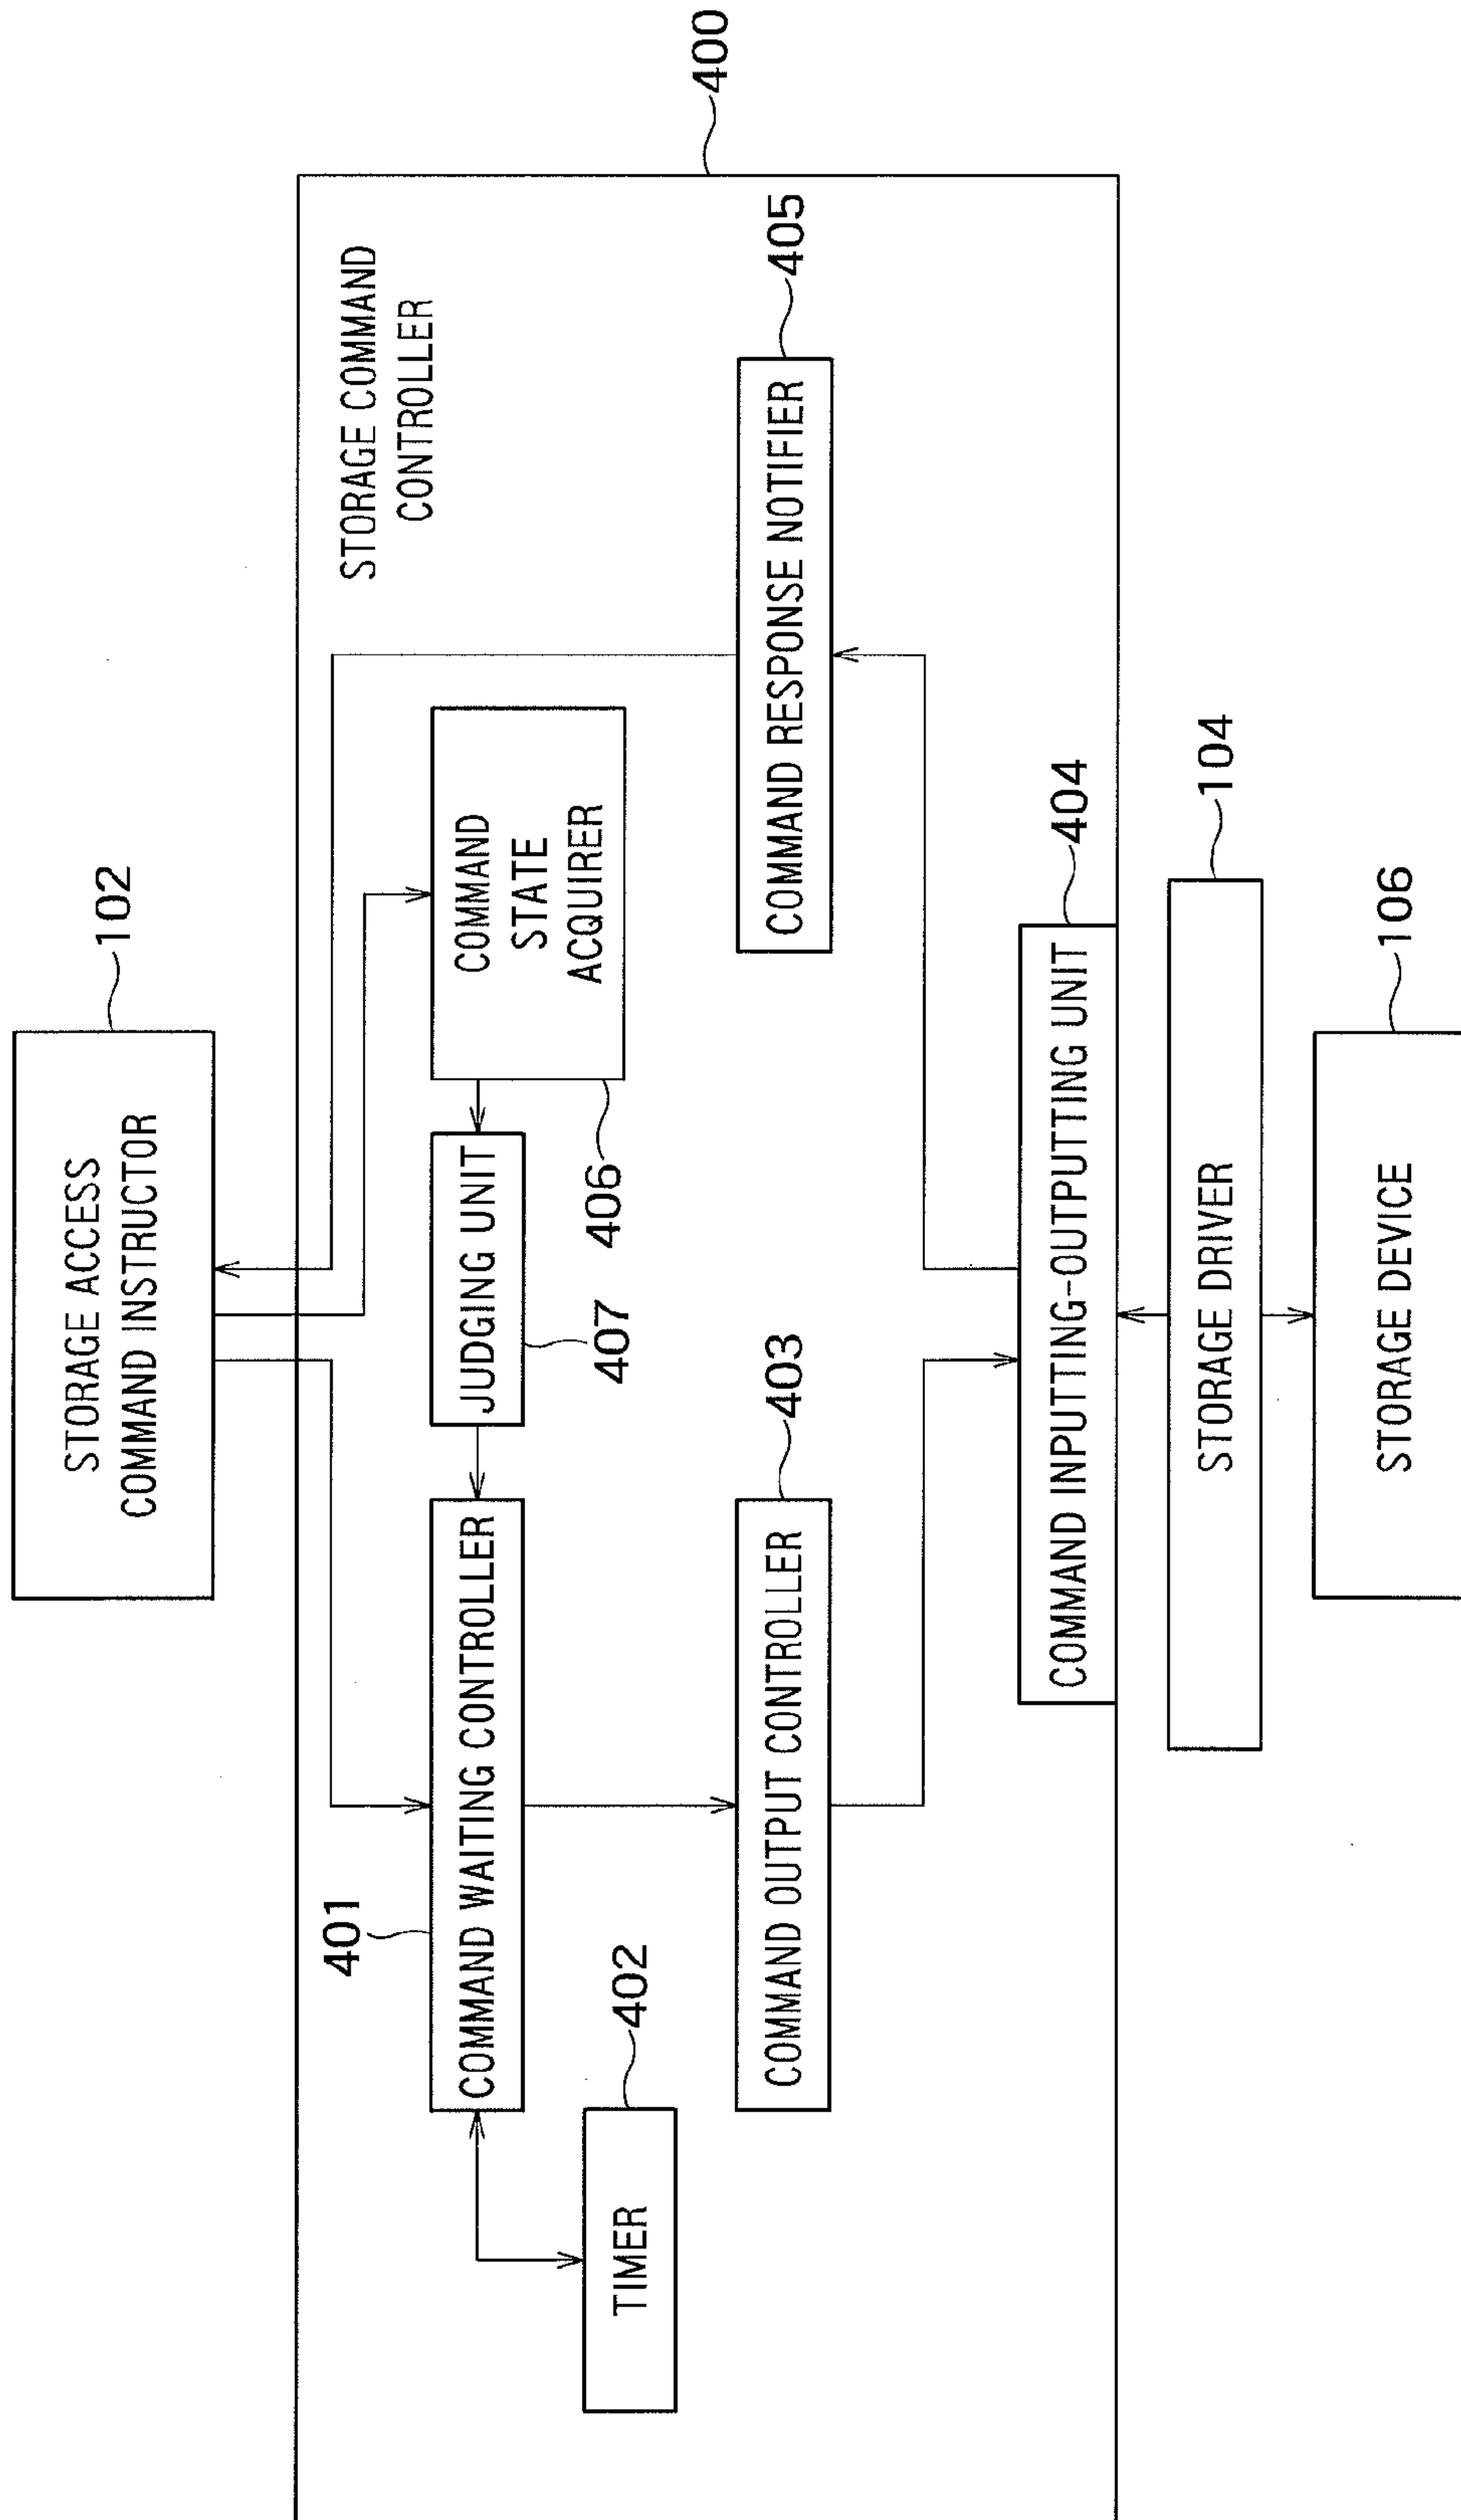 102
STORAGE ACCESS
COMMAND INSTRUCTOR
400
STORAGE COMMAND
CONTROLLER
401
COMMAND WAITING CONTROLLER
JUDGING UNIT
407
COMMAND
STATE
ACQUIRER
406
TIMER
402
COMMAND OUTPUT CONTROLLER
403
COMMAND RESPONSE NOTIFIER
405
COMMAND INPUTTING-OUTPUTTING UNIT
404
STORAGE DRIVER
104
STORAGE DEVICE
106